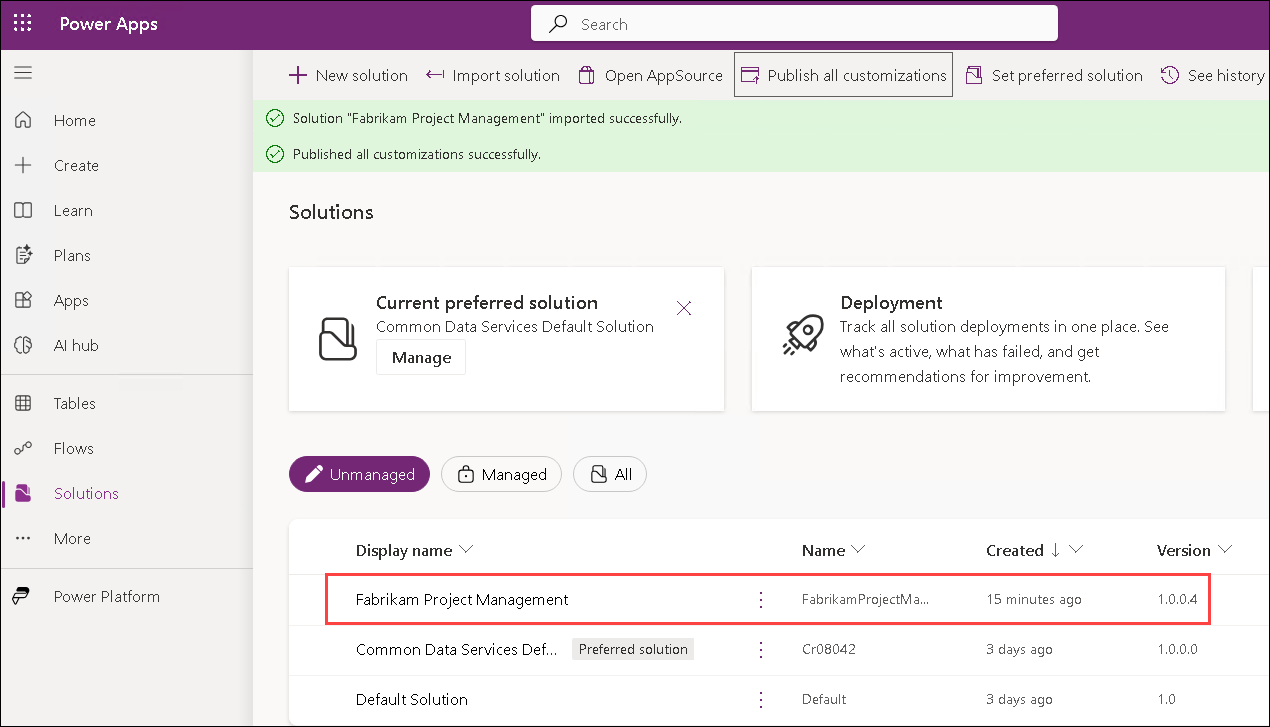 Power Apps
Search
New solution
Import solution
Open AppSource
Publish all customizations
Set preferred solution
See history
Solution "Fabrikam Project Management" imported successfully.
Published all customizations successfully.
Home
Create
Learn
Plans
Apps
AI hub
Tables
Flows
Solutions
More
Power Platform
Solutions
Current preferred solution
Common Data Services Default Solution
Manage
Deployment
Track all solution deployments in one place. See
what's active, what has failed, and get
recommendations for improvement.
Unmanaged
Managed
All
Display name
Name
Created
Version
Fabrikam Project Management
FabrikamProjectMa...
15 minutes ago
1.0.0.4
Common Data Services Def...
Preferred solution
Cr08042
3 days ago
1.0.0.0
Default Solution
Default
3 days ago
1.0